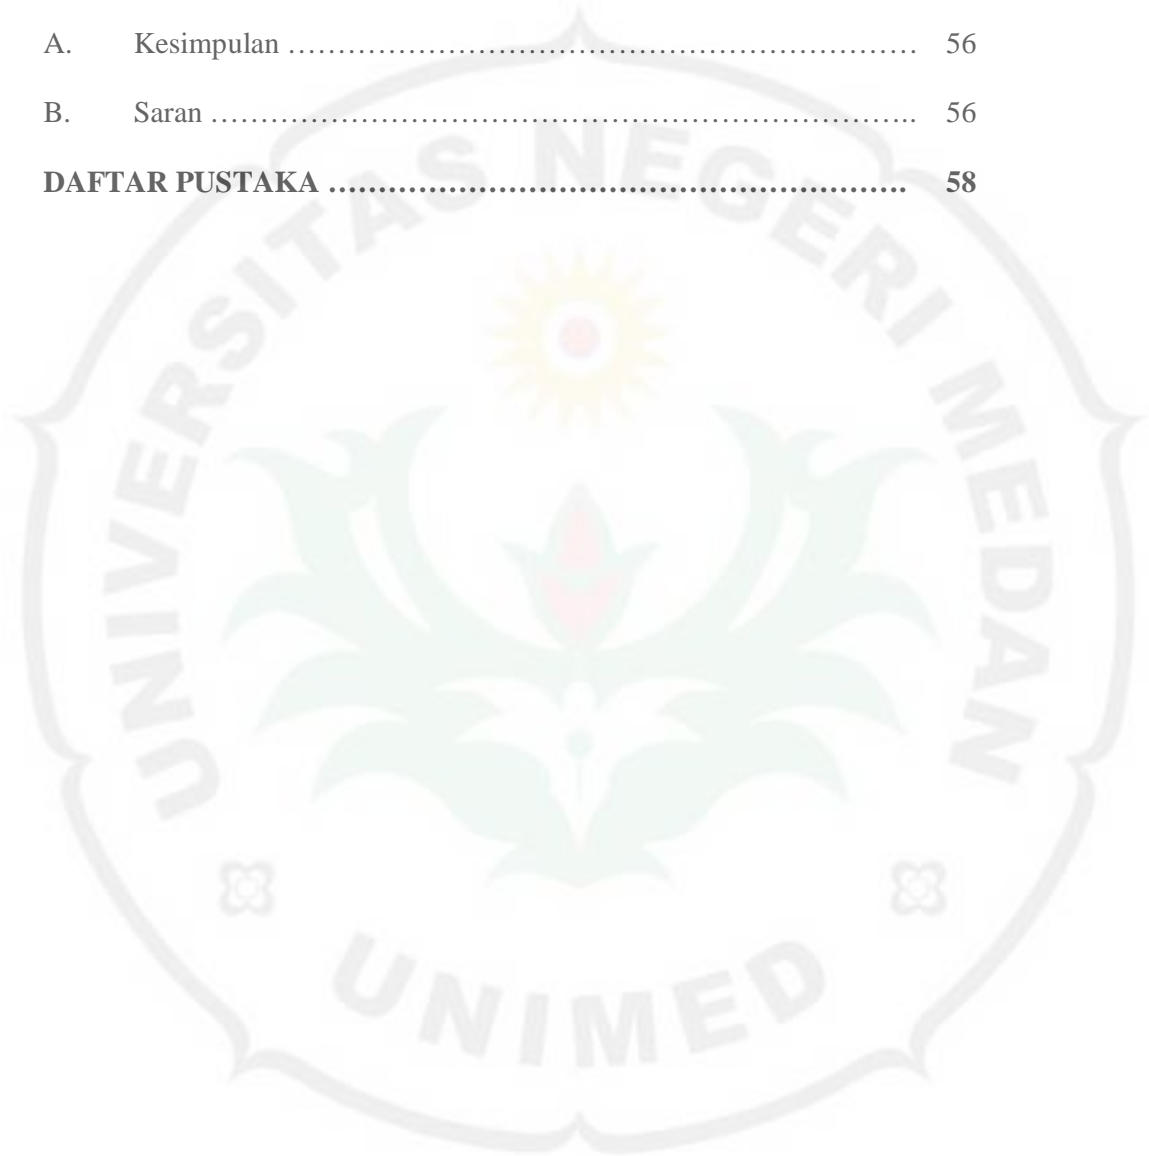 A. Kesimpulan …………………………………………………… 56
B. Saran …………………………………………………………….. 56
DAFTAR PUSTAKA …………………………………………………. 58
UNIVERSITAS NEGERI MEDAN
UNIMED